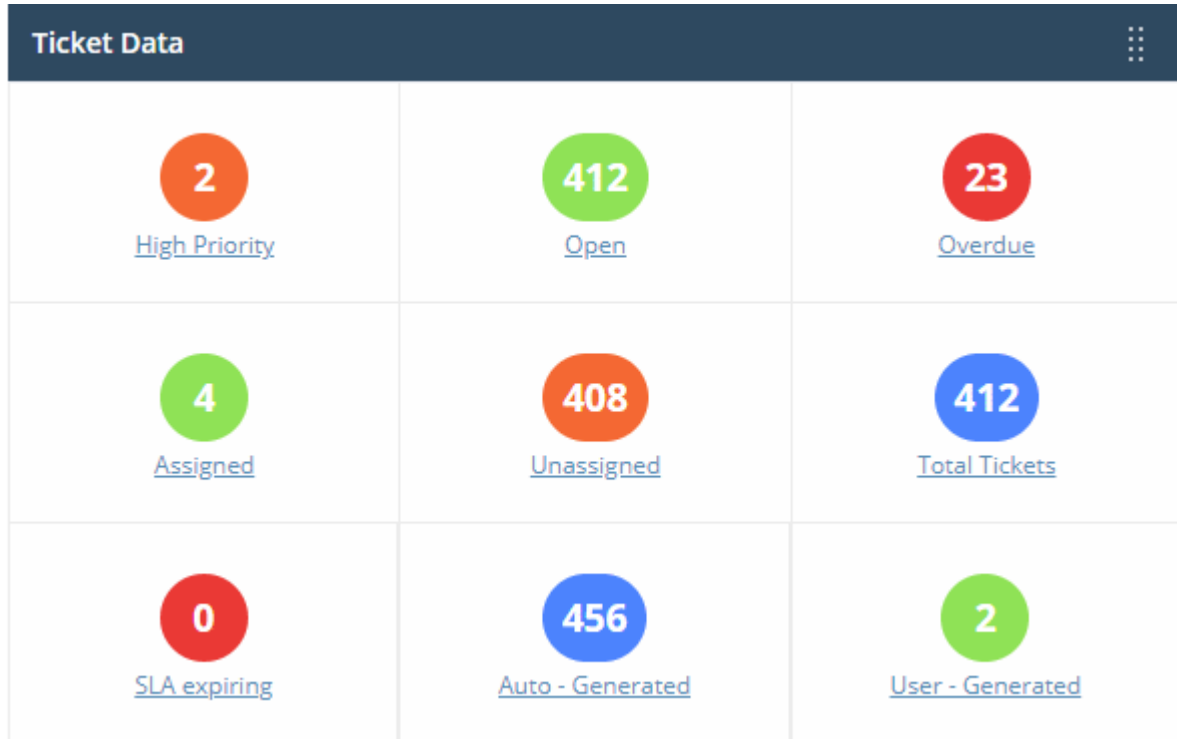 Ticket Data
2
High Priority
412
Open
23
Overdue
4
Assigned
408
Unassigned
412
Total Tickets
0
SLA expiring
456
Auto - Generated
2
User - Generated